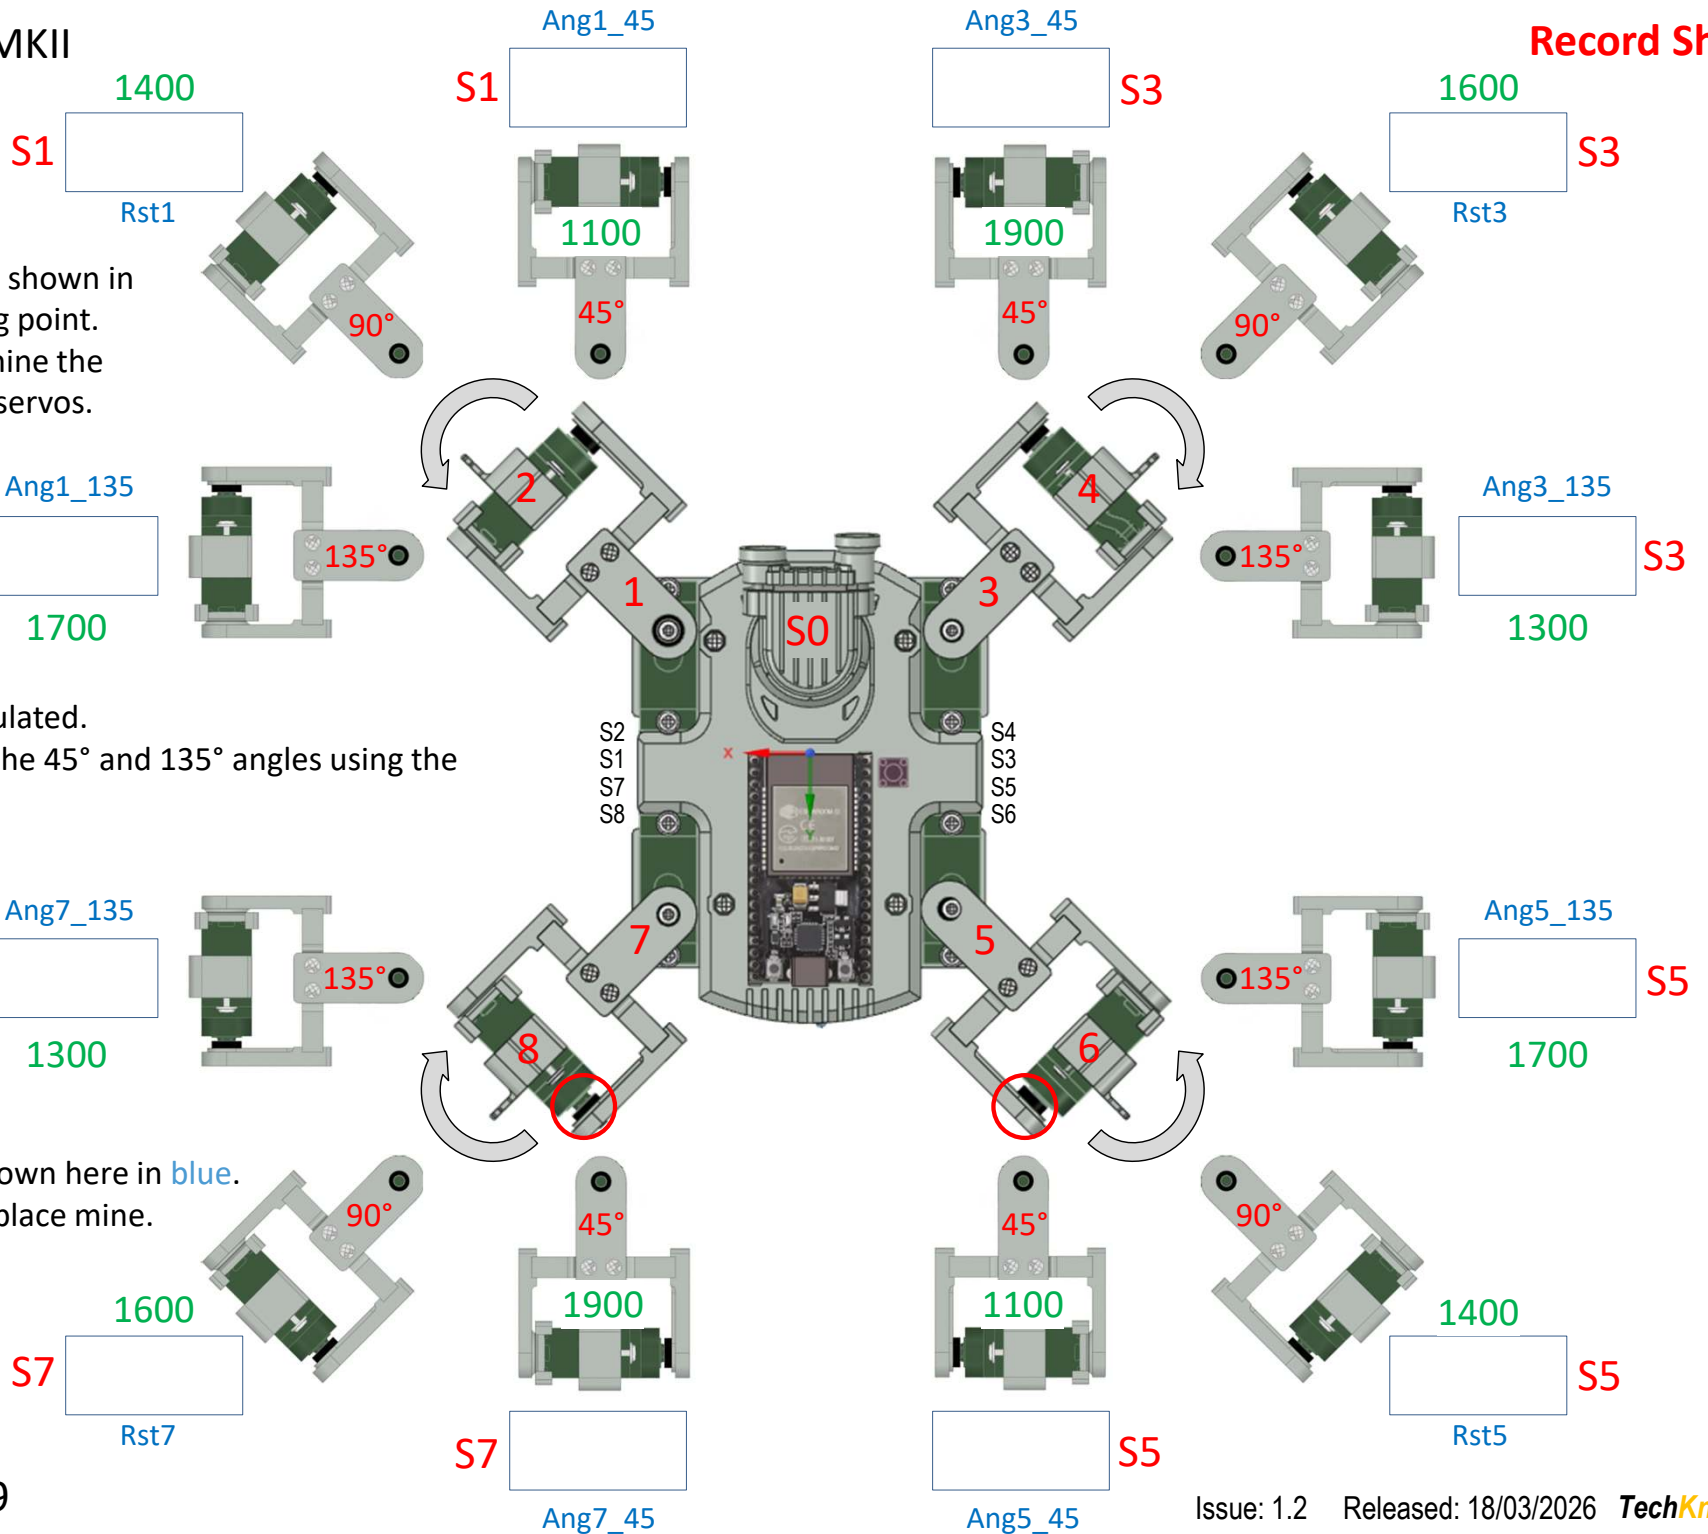 Ang1_45
Ang3_45
MKII
Record Sh
1400
S1
S3
1600
S1
S3
Rst1
Rst3
1100
1900
shown in
45°
45°
g point.
90°
90°
nine the
servos.
Ang1_135
2
4
Ang3_135
135°
135°
S3
1
3
1700
1300
S0
ulated.
S2
S4
he 45° and 135° angles using the
X
S1
S3
S7
S5
S8
S6
Y
Ang7_135
Ang5_135
7
5
135°
135°
S5
1300
8
6
1700
own here in blue.
place mine.
90°
45°
45°
90°
1600
1900
1100
1400
S7
S5
Rst7
Rst5
S7
S5
9
Ang7_45
Ang5_45
Issue: 1.2 Released: 18/03/2026 TechKn